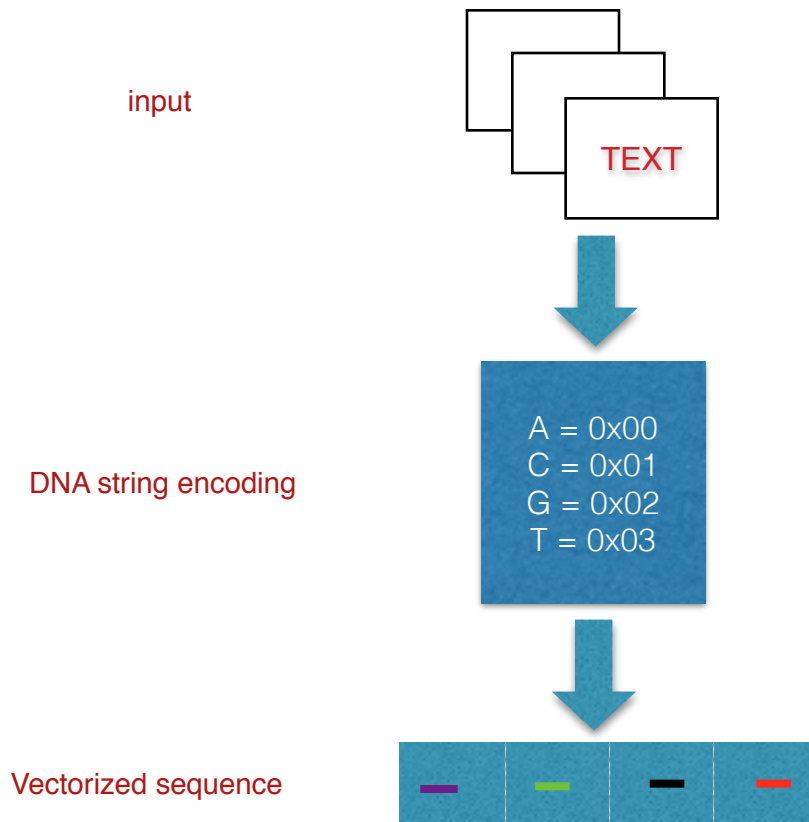 input
TEXT
DNA string encoding
A = 0x00
C = 0x01
G = 0x02
T = 0x03
Vectorized sequence